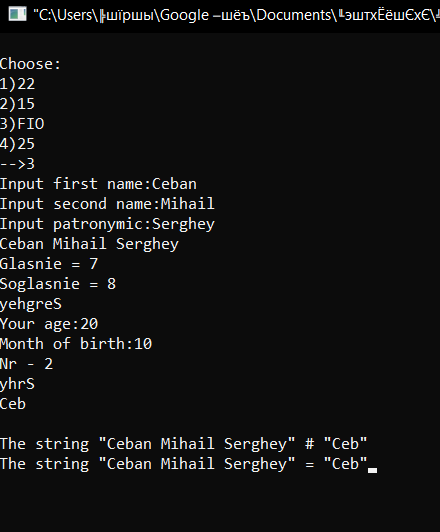 "C:\Users\╠шїршы\Google –шёъ\Documents\╙эштхЁёшЄхЄ\
Choose:
1)22
2)15
3)FIO
4)25
-->3
Input first name:Ceban
Input second name:Mihail
Input patronymic:Serghey
Ceban Mihail Serghey
Glasnie = 7
Soglasnie = 8
yehgreS
Your age:20
Month of birth:10
Nr - 2
yhrS
Ceb
The string "Ceban Mihail Serghey" # "Ceb"
The string "Ceban Mihail Serghey" = "Ceb"